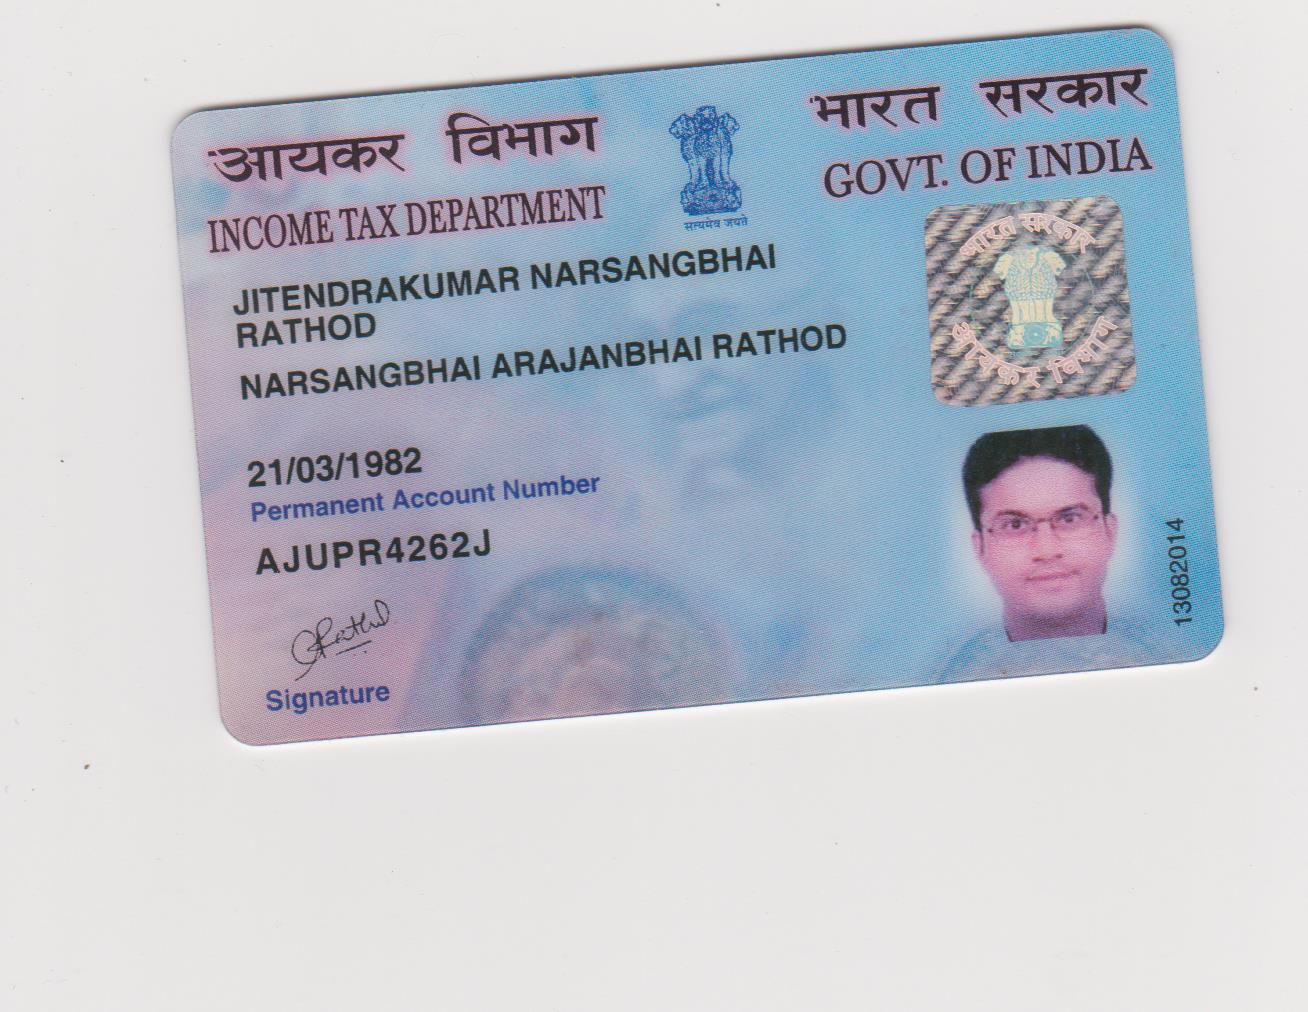 आयकर विभाग
INCOME TAX DEPARTMENT
सत्यमेव जयते
भारत सरकार
GOVT. OF INDIA
JITENDRAKUMAR NARSANGBHAI
RATHOD
NARSANGBHAI ARAJANBHAI RATHOD
21/03/1982
Permanent Account Number
AJUPR4262J
Signature
भारत सरकार
आयकर विभाग
13082014